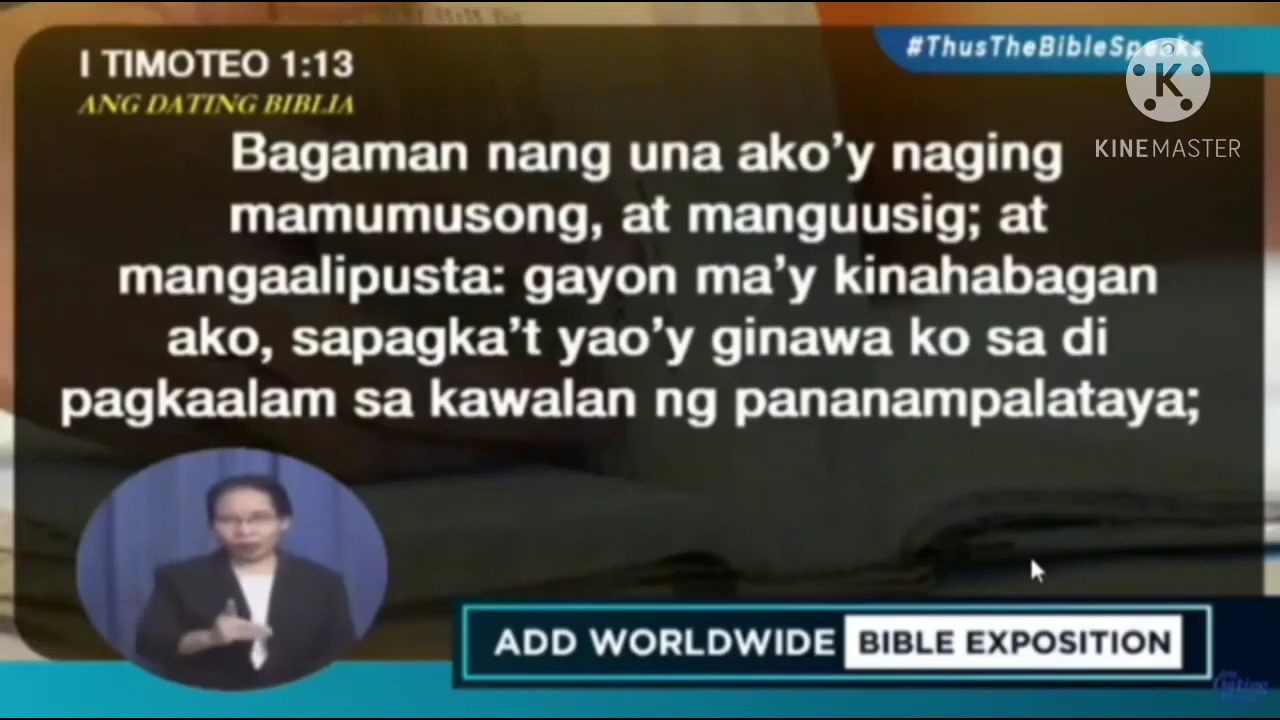 I TIMOTEO 1:13
ANG DATING BIBLIA
#ThusTheBibleSpeaks
K
KINEMASTER
Bagaman nang una ako’y naging
mamumusong, at manguusig; at
mangaalipusta: gayon ma’y kinahabagan
ako, sapagka’t yao’y ginawa ko sa di
pagkaalam sa kawalan ng pananampalataya;
ADD WORLDWIDE BIBLE EXPOSITION